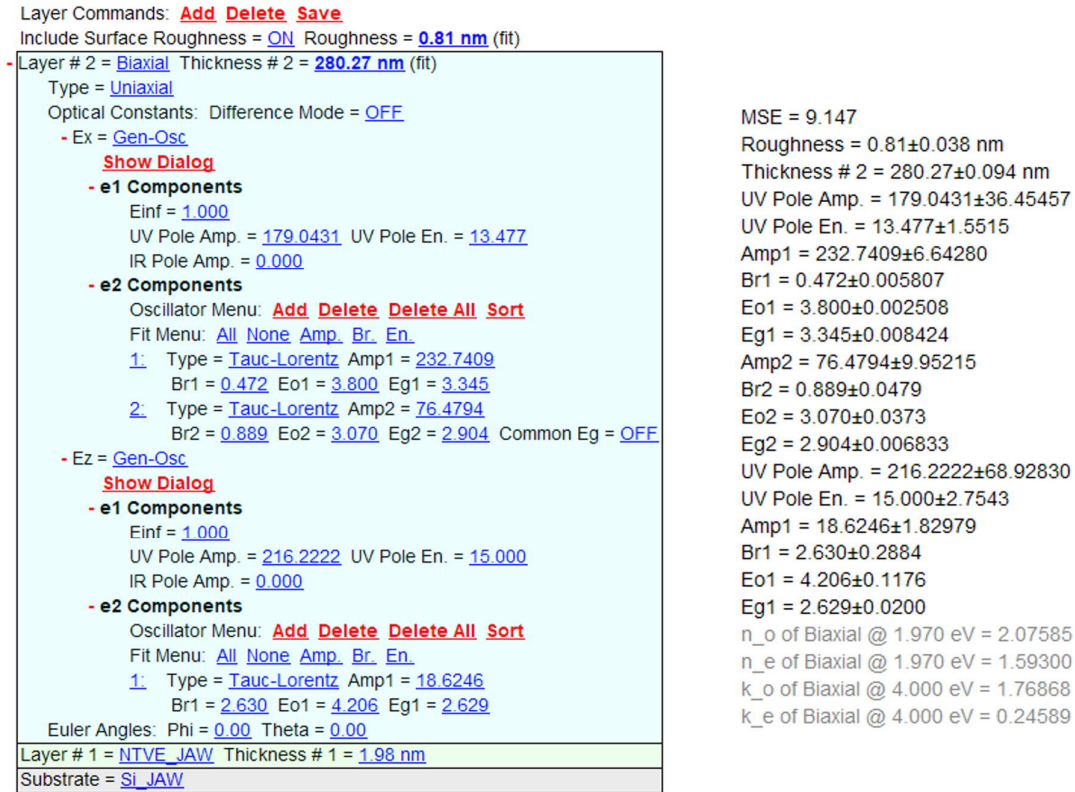 Layer Commands: Add Delete Save
Include Surface Roughness = ON Roughness = 0.81 nm (fit)
- Layer # 2 = Biaxial Thickness # 2 = 280.27 nm (fit)
Type = Uniaxial
Optical Constants: Difference Mode = OFF
- Ex = Gen-Osc
Show Dialog
- e1 Components
Einf = 1.000
UV Pole Amp. = 179.0431 UV Pole En. = 13.477
IR Pole Amp. = 0.000
- e2 Components
Oscillator Menu: Add Delete Delete All Sort
Fit Menu: All None Amp. Br. En.
1: Type = Tauc-Lorentz Amp1 = 232.7409
Br1 = 0.472 Eo1 = 3.800 Eg1 = 3.345
2: Type = Tauc-Lorentz Amp2 = 76.4794
Br2 = 0.889 Eo2 = 3.070 Eg2 = 2.904 Common Eg = OFF
- Ez = Gen-Osc
Show Dialog
- e1 Components
Einf = 1.000
UV Pole Amp. = 216.2222 UV Pole En. = 15.000
IR Pole Amp. = 0.000
- e2 Components
Oscillator Menu: Add Delete Delete All Sort
Fit Menu: All None Amp. Br. En.
1: Type = Tauc-Lorentz Amp1 = 18.6246
Br1 = 2.630 Eo1 = 4.206 Eg1 = 2.629
Euler Angles: Phi = 0.00 Theta = 0.00
Layer # 1 = NTVE_JAW Thickness # 1 = 1.98 nm
Substrate = Si_JAW
MSE = 9.147
Roughness = 0.81±0.038 nm
Thickness # 2 = 280.27±0.094 nm
UV Pole Amp. = 179.0431±36.45457
UV Pole En. = 13.477±1.5515
Amp1 = 232.7409±6.64280
Br1 = 0.472±0.005807
Eo1 = 3.800±0.002508
Eg1 = 3.345±0.008424
Amp2 = 76.4794±9.95215
Br2 = 0.889±0.0479
Eo2 = 3.070±0.0373
Eg2 = 2.904±0.006833
UV Pole Amp. = 216.2222±68.92830
UV Pole En. = 15.000±2.7543
Amp1 = 18.6246±1.82979
Br1 = 2.630±0.2884
Eo1 = 4.206±0.1176
Eg1 = 2.629±0.0200
n_o of Biaxial @ 1.970 eV = 2.07585
n_e of Biaxial @ 1.970 eV = 1.59300
k_o of Biaxial @ 4.000 eV = 1.76868
k_e of Biaxial @ 4.000 eV = 0.24589